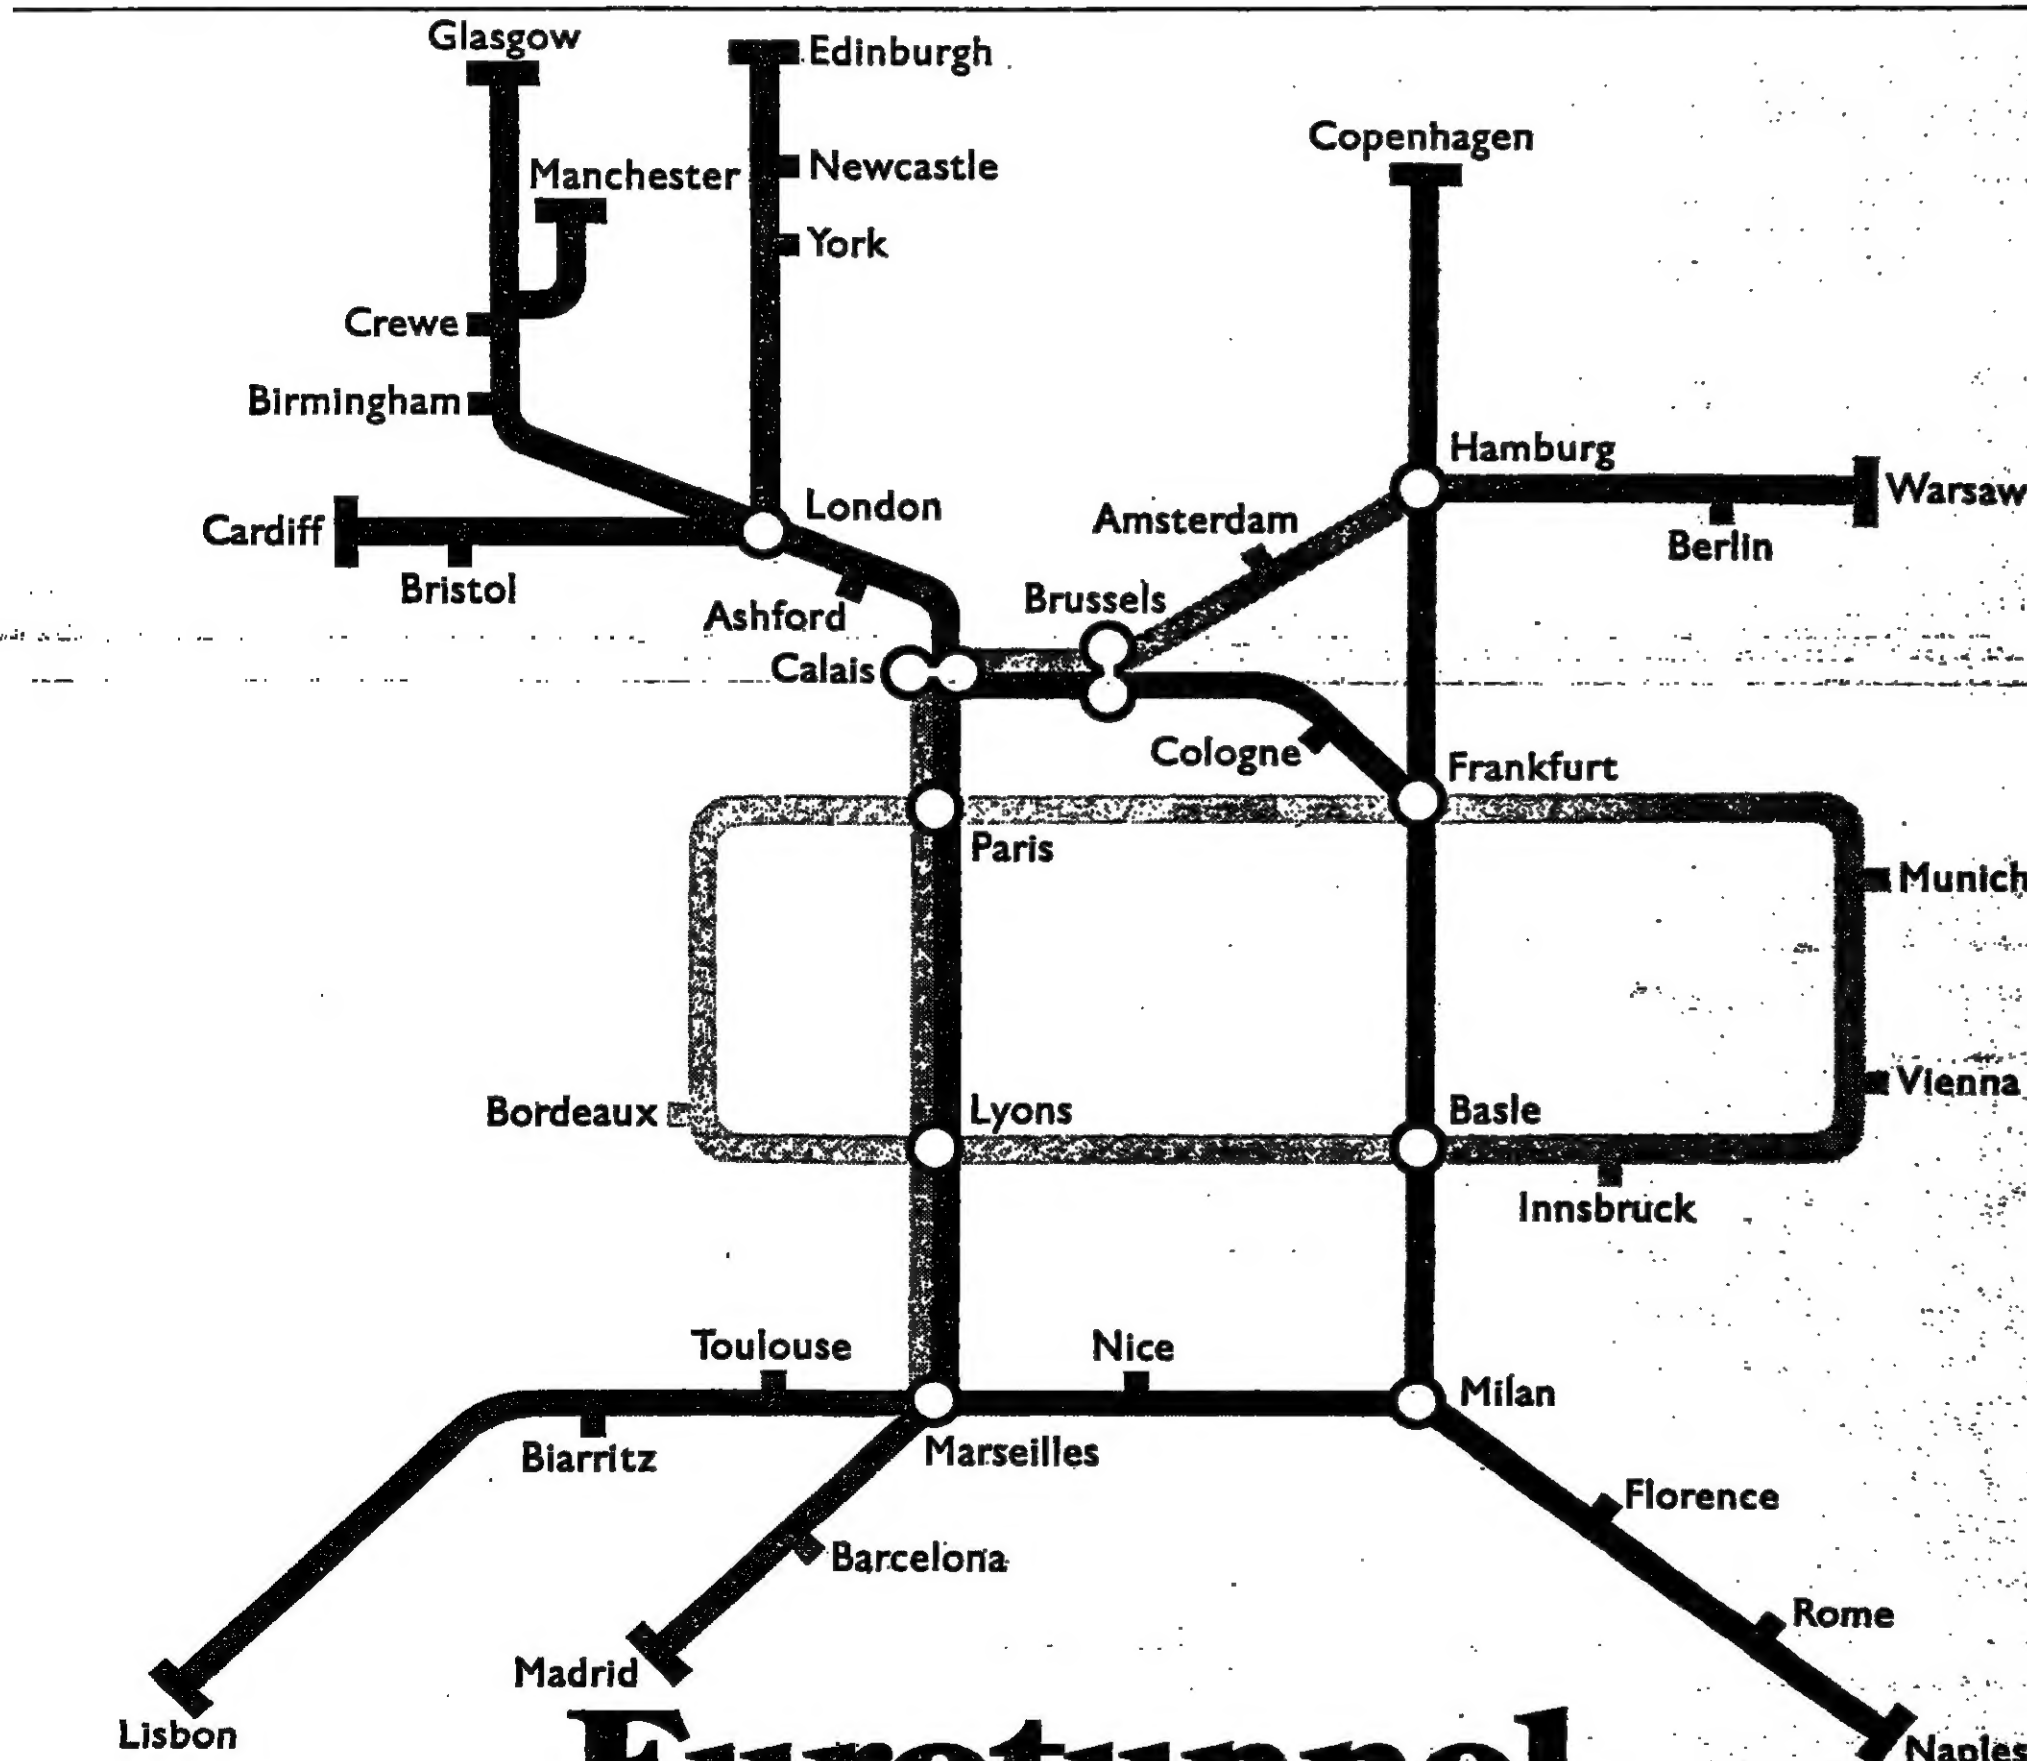 Glasgow
Edinburgh
Copenhagen
Newcastle
Manchester
York
Crewe
Birmingham
Hamburg
Warsaw
London
Amsterdam
Cardiff
Berlin
Bristol
Brussels
Ashford
Calais
Cologne
Frankfurt
Paris
Munich
Vienna
Bordeaux
Lyons
Basle
Innsbruck
Toulouse
Nice
Milan
Biarritz
Marseilles
Florence
Barcelona
Rome
Madrid
Lisbon
Naples
Eurotunnel